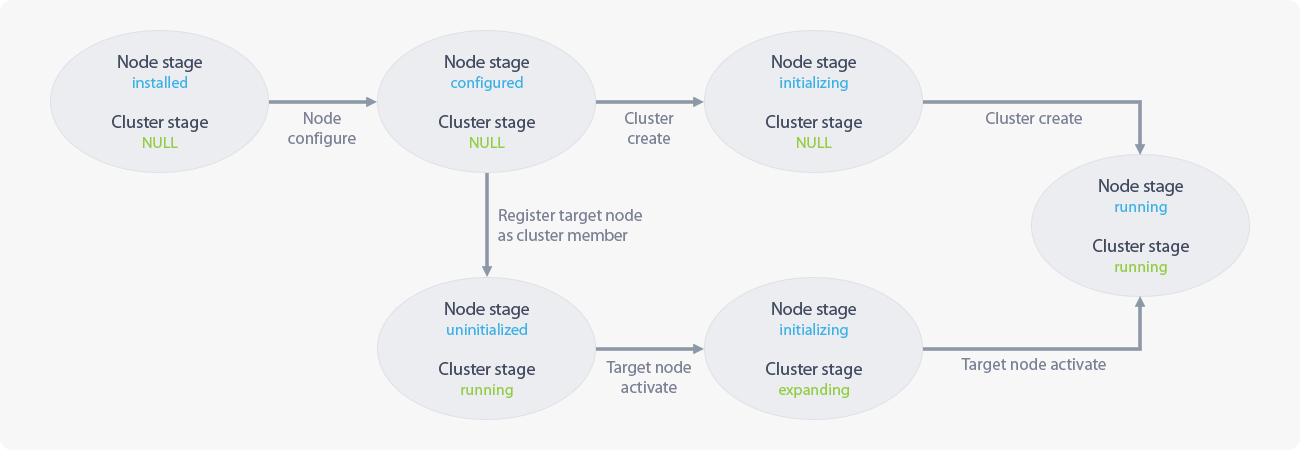 Node stage
installed
Cluster stage
NULL
Node
configure
Node stage
configured
Cluster stage
NULL
Cluster
create
Node stage
initializing
Cluster stage
NULL
Cluster create
Node stage
running
Cluster stage
running
Register target node
as cluster member
Node stage
uninitialized
Cluster stage
running
Target node
activate
Node stage
initializing
Cluster stage
expanding
Target node activate